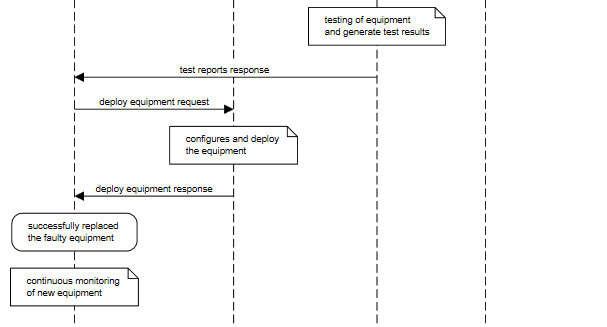 testing of equipment
and generate test results
test reports response
deploy equipment request
configures and deploy
the equipment
deploy equipment response
successfully replaced
the faulty equipment
continuous monitoring
of new equipment